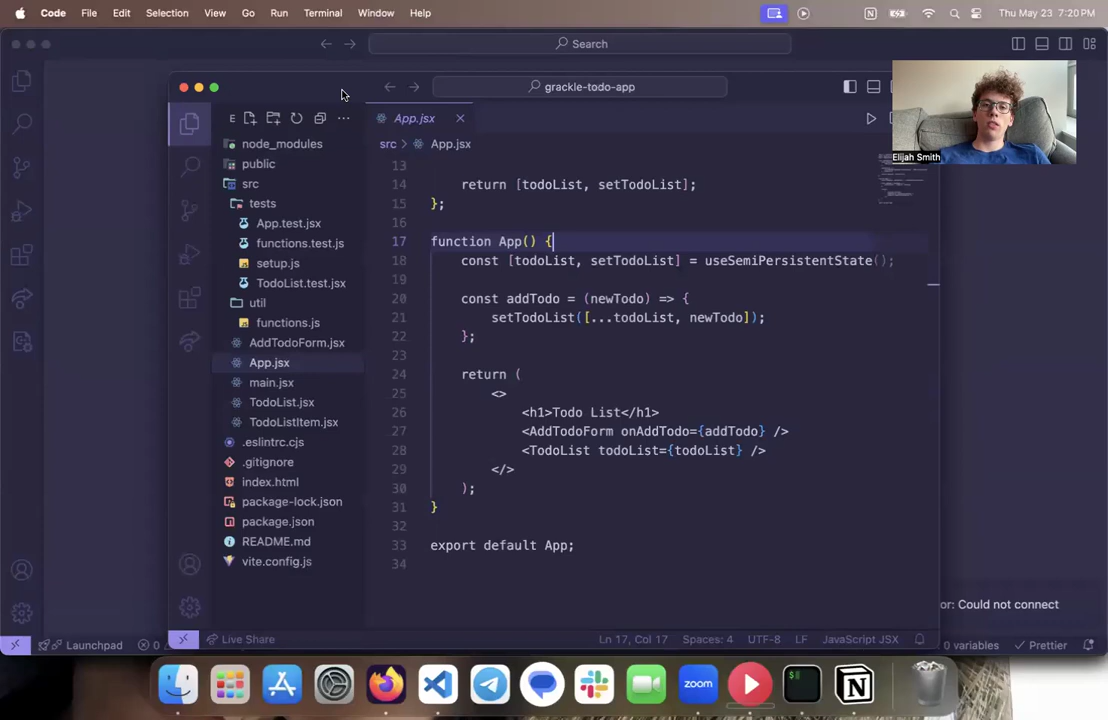 Code File Edit Selection View Go Run Terminal Window Help Thu May 23 7:20 PM
Search
grackle-todo-app
E
App.jsx
src > App.jsx
Elijah Smith
node_modules
public
src
tests
App.test.jsx
functions.test.js
setup.js
TodoList.test.jsx
util
functions.js
AddTodoForm.jsx
App.jsx
main.jsx
TodoList.jsx
TodoListItem.jsx
.eslintrc.cjs
.gitignore
index.html
package-lock.json
package.json
README.md
vite.config.js
13
14 return [todoList, setTodoList];
15 };
16
17 function App() {
18 const [todoList, setTodoList] = useSemiPersistentState();
19
20 const addTodo = (newTodo) => {
21 setTodoList([...todoList, newTodo]);
22 };
23
24 return (
25 <>
26 <h1>Todo List</h1>
27 <AddTodoForm onAddTodo={addTodo} />
28 <TodoList todoList={todoList} />
29 </>
30 );
31 }
32
33 export default App;
34
or: Could not connect
Live Share Ln 17, Col 17 Spaces: 4 UTF-8 LF JavaScript JSX
Launchpad 0 0 variables Prettier
zoom